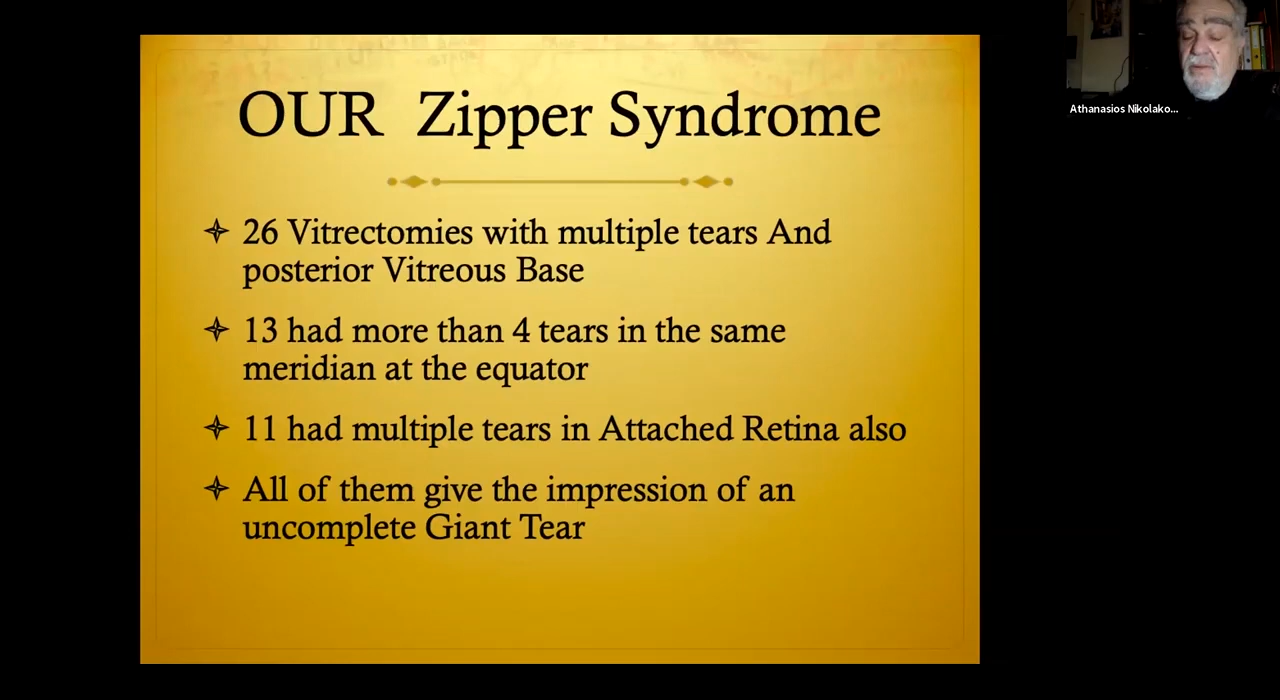 OUR Zipper Syndrome
26 Vitrectomies with multiple tears And
posterior Vitreous Base
13 had more than 4 tears in the same
meridian at the equator
11 had multiple tears in Attached Retina also
All of them give the impression of an
uncomplete Giant Tear
Athanasios Nikolako...